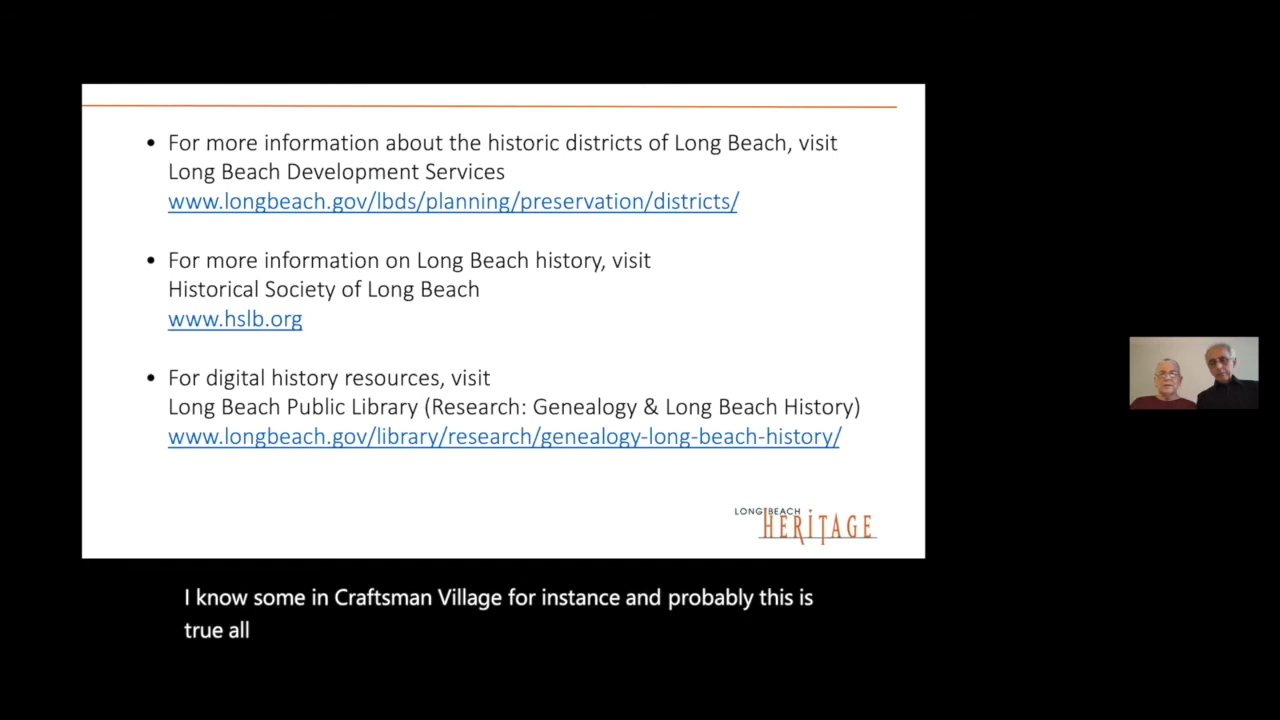 • For more information about the historic districts of Long Beach, visit
Long Beach Development Services
www.longbeach.gov/lbds/planning/preservation/districts/
• For more information on Long Beach history, visit
Historical Society of Long Beach
www.hslb.org
• For digital history resources, visit
Long Beach Public Library (Research: Genealogy & Long Beach History)
www.longbeach.gov/library/research/genealogy-long-beach-history/
LONG BEACH
HERiTAGE
I know some in Craftsman Village for instance and probably this is
true all